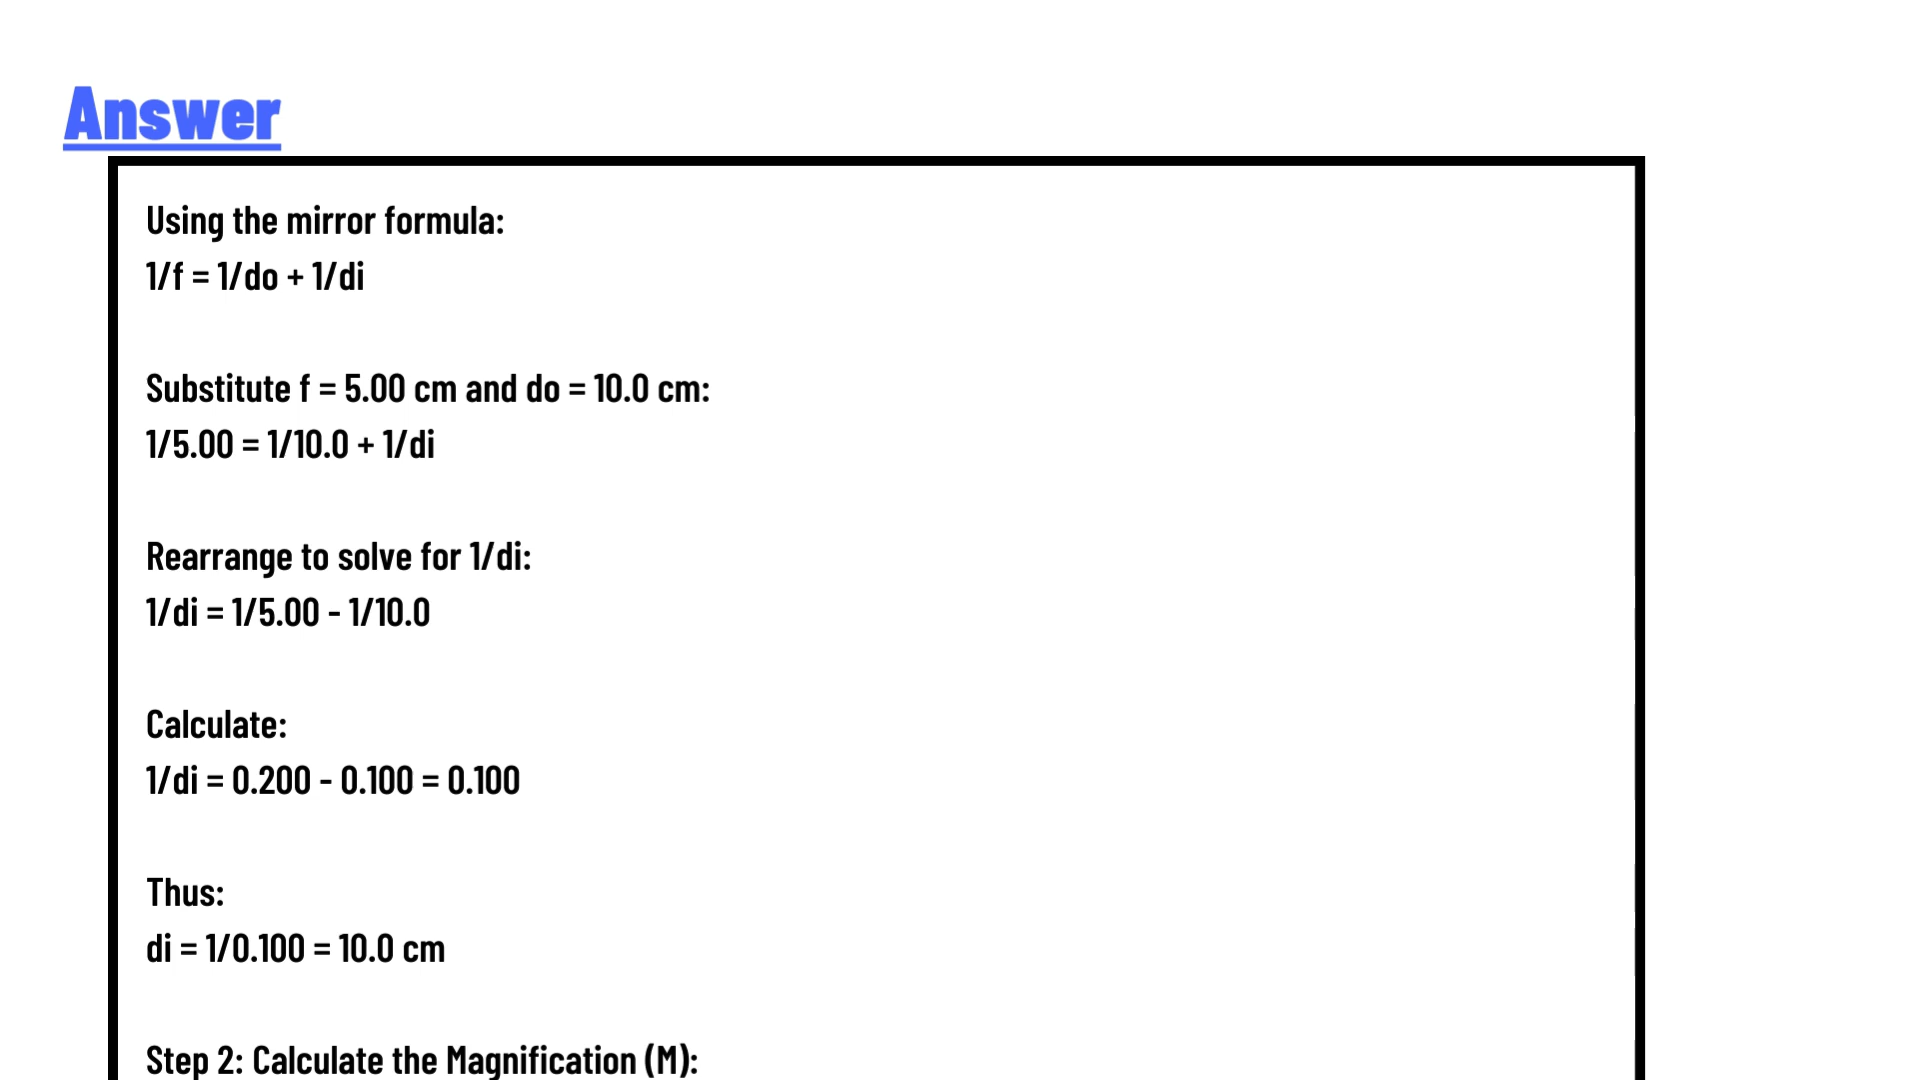 Answer
Using the mirror formula:
1/f = 1/do + 1/di
Substitute f = 5.00 cm and do = 10.0 cm:
1/5.00 = 1/10.0 + 1/di
Rearrange to solve for 1/di:
1/di = 1/5.00 - 1/10.0
Calculate:
1/di = 0.200 - 0.100 = 0.100
Thus:
di = 1/0.100 = 10.0 cm
Step 2: Calculate the Magnification (M):